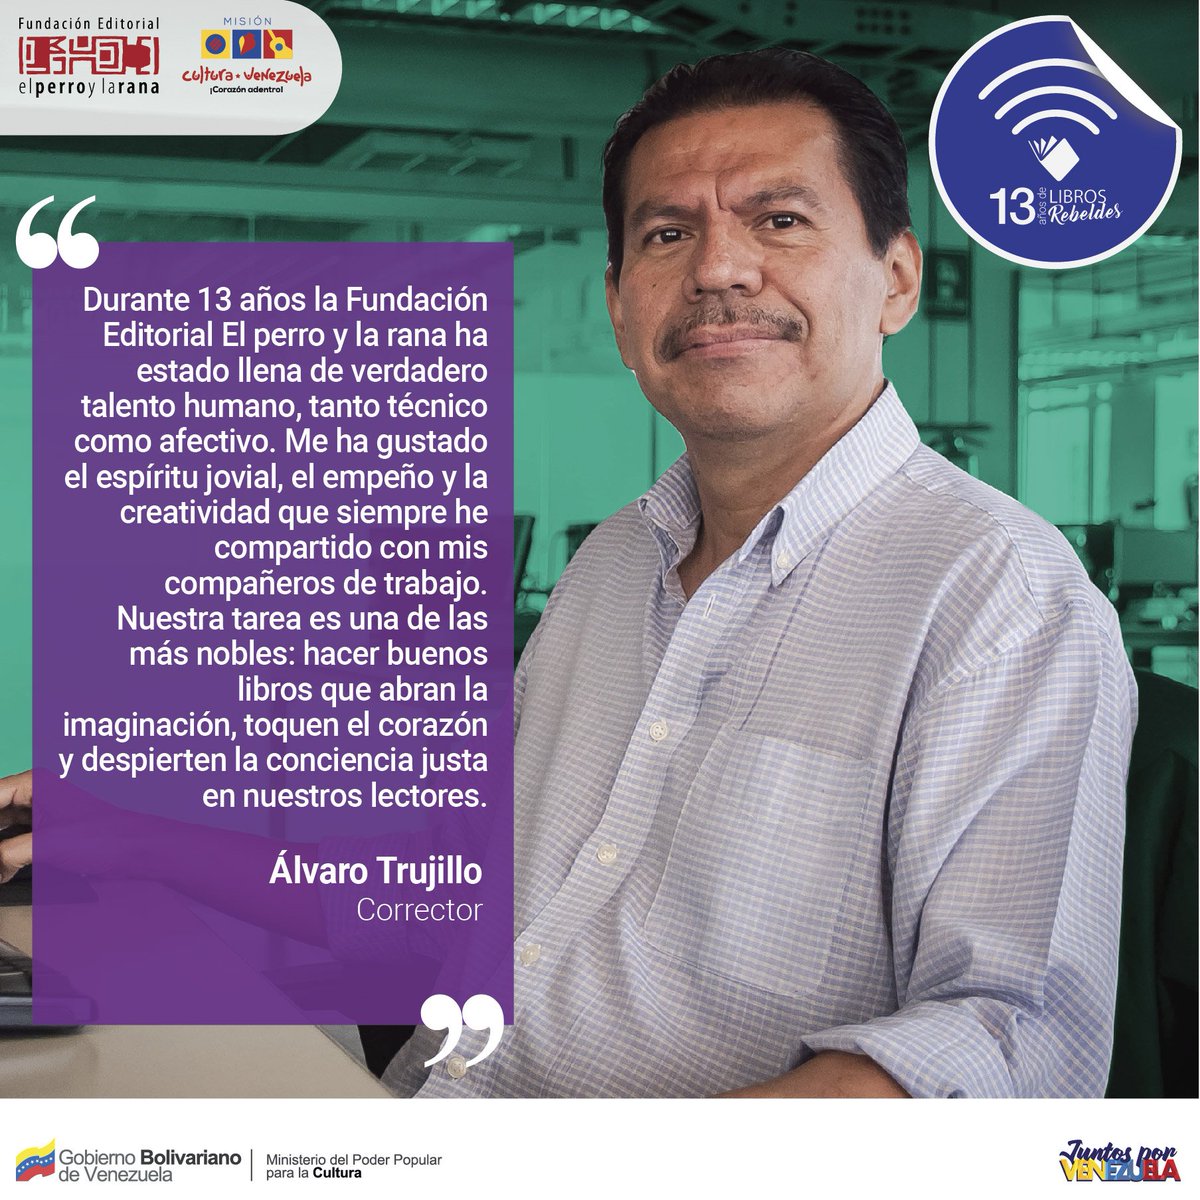 Fundación Editorial
elperroylarana
MISIÓN
cultura Venezuela
¡Corazón adentro!
13 años de LIBROS
Rebeldes
“
Durante 13 años la Fundación
Editorial El perro y la rana ha
estado llena de verdadero
talento humano, tanto técnico
como afectivo. Me ha gustado
el espíritu jovial, el empeño y la
creatividad que siempre he
compartido con mis
compañeros de trabajo.
Nuestra tarea es una de las
más nobles: hacer buenos
libros que abran la
imaginación, toquen el corazón
y despierten la conciencia justa
en nuestros lectores.
Álvaro Trujillo
Corrector
”
Gobierno Bolivariano
de Venezuela
Ministerio del Poder Popular
para la Cultura
Juntos por
VENEZUELA